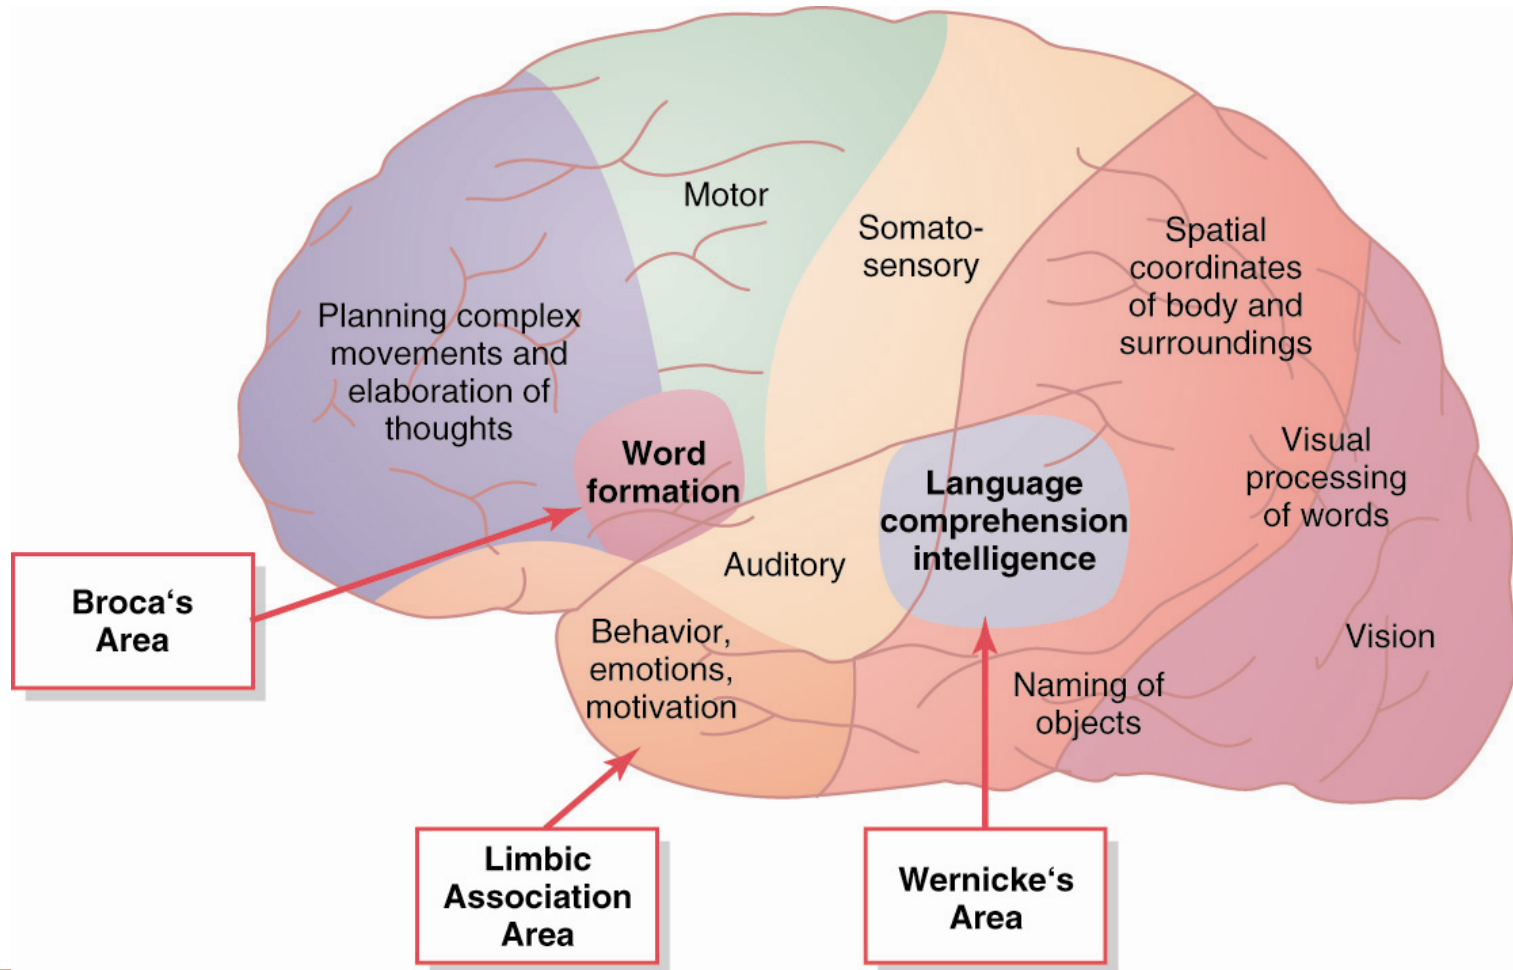 Motor
Somato-
sensory
Spatial
coordinates
of body and
surroundings
Planning complex
movements and
elaboration of
thoughts
Word
formation
Language
comprehension
intelligence
Visual
processing
of words
Auditory
Broca‘s
Area
Behavior,
emotions,
motivation
Vision
Naming of
objects
Limbic
Association
Area
Wernicke‘s
Area